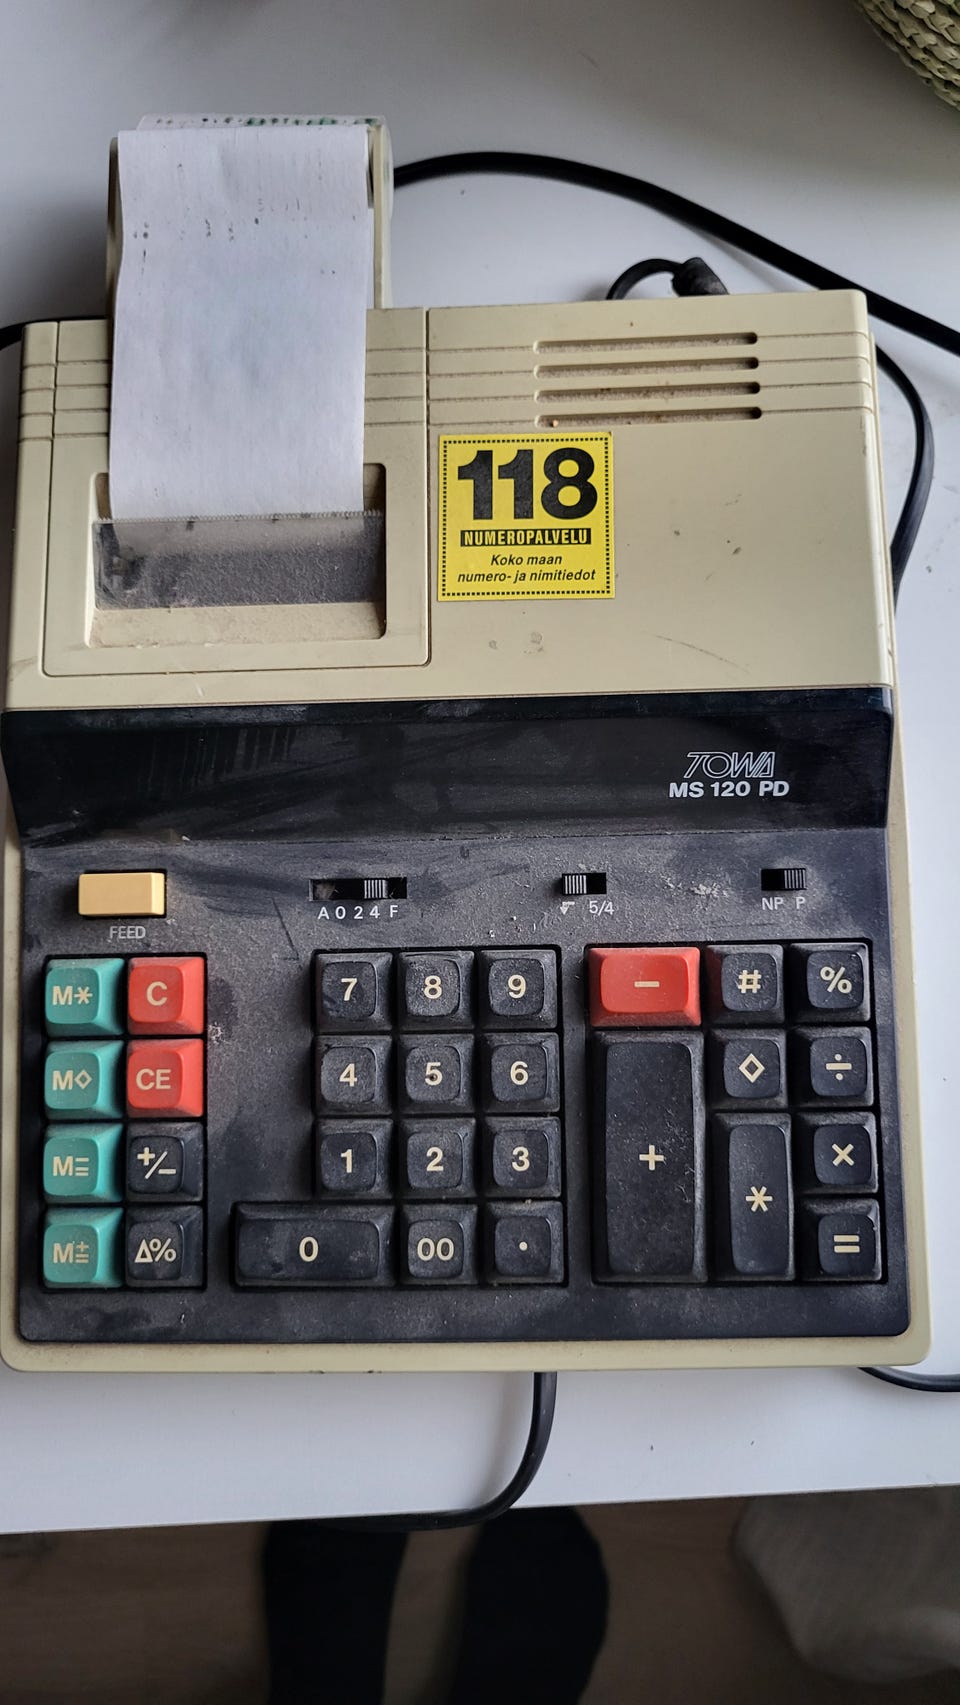 118
NUMEROPALVELU
Koko maan
numero- ja nimitiedot
TOWA
MS 120 PD
FEED
A 0 2 4 F
5/4
NP P
M* C
7 8 9
- # %
M◇ CE
4 5 6
◇ ÷
M= +/-
1 2 3
+ * ×
M± Δ%
0 00 .
=